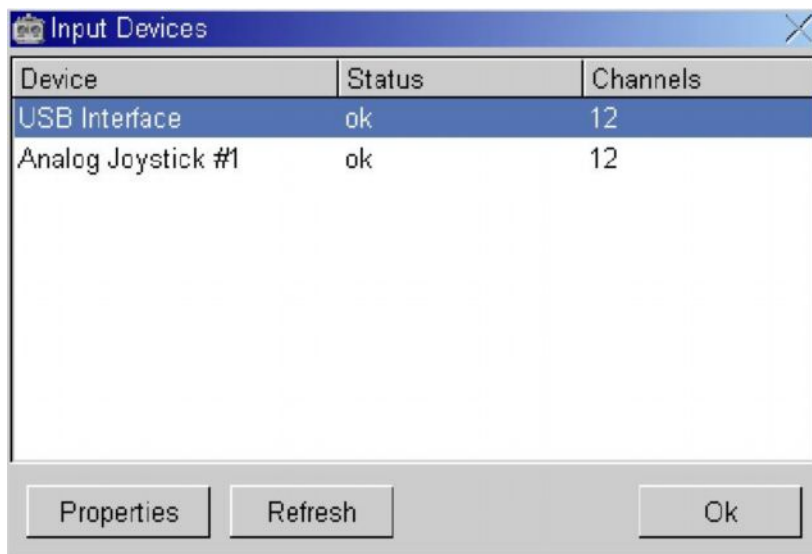 Input Devices
Device Status Channels
USB Interface ok 12
Analog Joystick #1 ok 12
Properties Refresh Ok